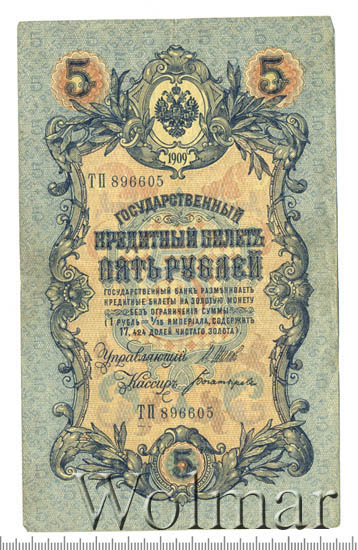 5 5
1909
ТП 896605
ГОСУДАРСТВЕННЫЙ
КРЕДИТНЫЙ БИЛЕТЪ
ПЯТЬ РУБЛЕЙ
ГОСУДАРСТВЕННЫЙ БАНКЪ РАЗМѢНИВАЕТЪ
КРЕДИТНЫЕ БИЛЕТЫ НА ЗОЛОТУЮ МОНЕТУ
БЕЗЪ ОГРАНИЧЕНІЯ СУММЫ
(1 РУБЛЬ = 1/15 ИМПЕРІАЛА, СОДЕРЖИТЪ
17,424 ДОЛЕЙ ЧИСТАГО ЗОЛОТА)
Управляющій
Кассиръ
ТП 896605
5
Wolmar